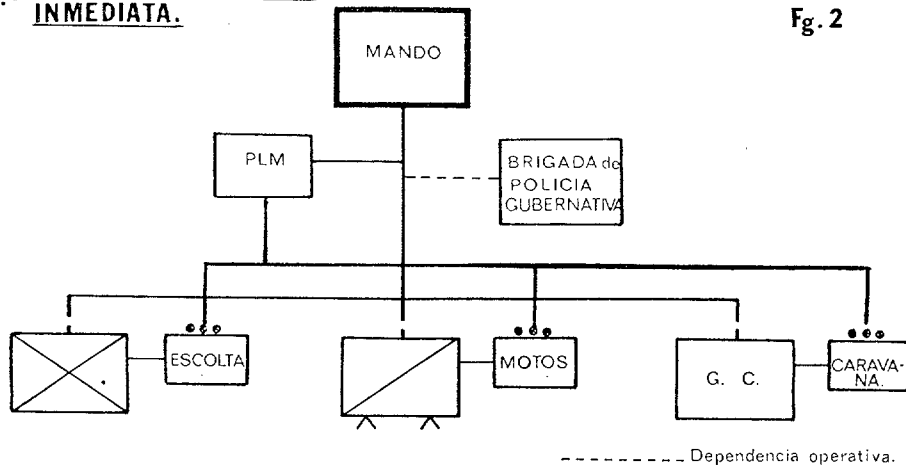 INMEDIATA.
Fg. 2
MANDO
PLM
BRIGADA de
POLICIA
GUBERNATIVA
ESCOLTA
MOTOS
G. C.
CARAVA-
NA.
Dependencia operativa.